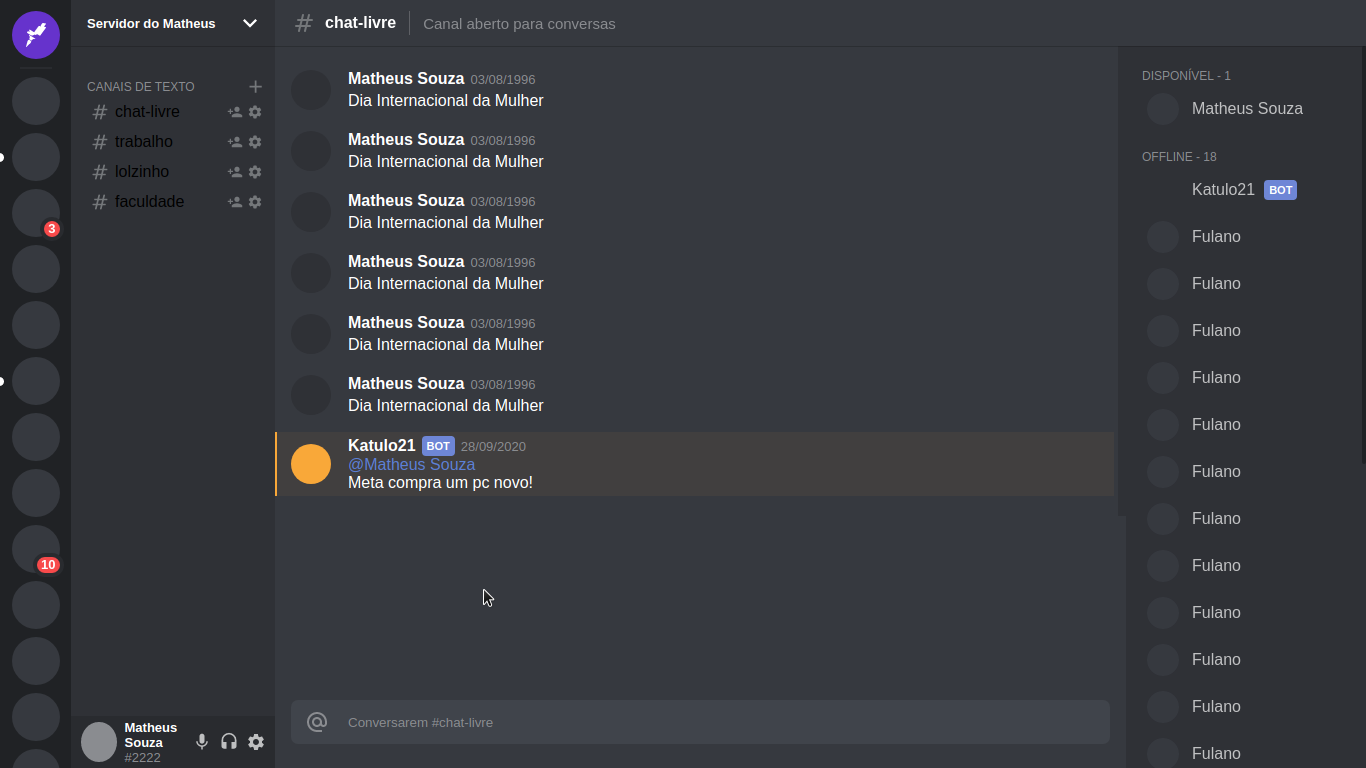 Servidor do Matheus
CANAIS DE TEXTO
chat-livre
trabalho
lolzinho
faculdade
3
10
Matheus
Souza
#2222
chat-livre
Canal aberto para conversas
Matheus Souza 03/08/1996
Dia Internacional da Mulher
Matheus Souza 03/08/1996
Dia Internacional da Mulher
Matheus Souza 03/08/1996
Dia Internacional da Mulher
Matheus Souza 03/08/1996
Dia Internacional da Mulher
Matheus Souza 03/08/1996
Dia Internacional da Mulher
Matheus Souza 03/08/1996
Dia Internacional da Mulher
Katulo21 BOT 28/09/2020
@Matheus Souza
Meta compra um pc novo!
Conversarem #chat-livre
DISPONÍVEL - 1
Matheus Souza
OFFLINE - 18
Katulo21 BOT
Fulano
Fulano
Fulano
Fulano
Fulano
Fulano
Fulano
Fulano
Fulano
Fulano
Fulano
Fulano